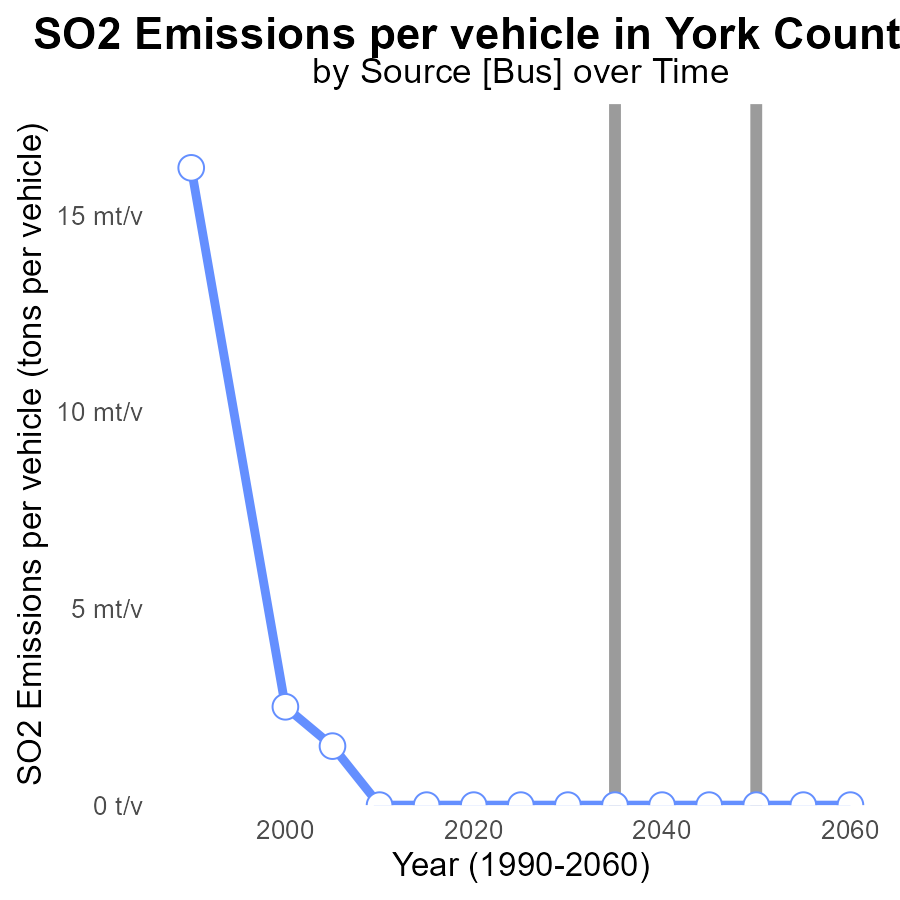 SO2 Emissions per vehicle in York Count
by Source [Bus] over Time
SO2 Emissions per vehicle (tons per vehicle)
15 mt/v
10 mt/v
5 mt/v
0 t/v
2000
2020
2040
2060
Year (1990-2060)